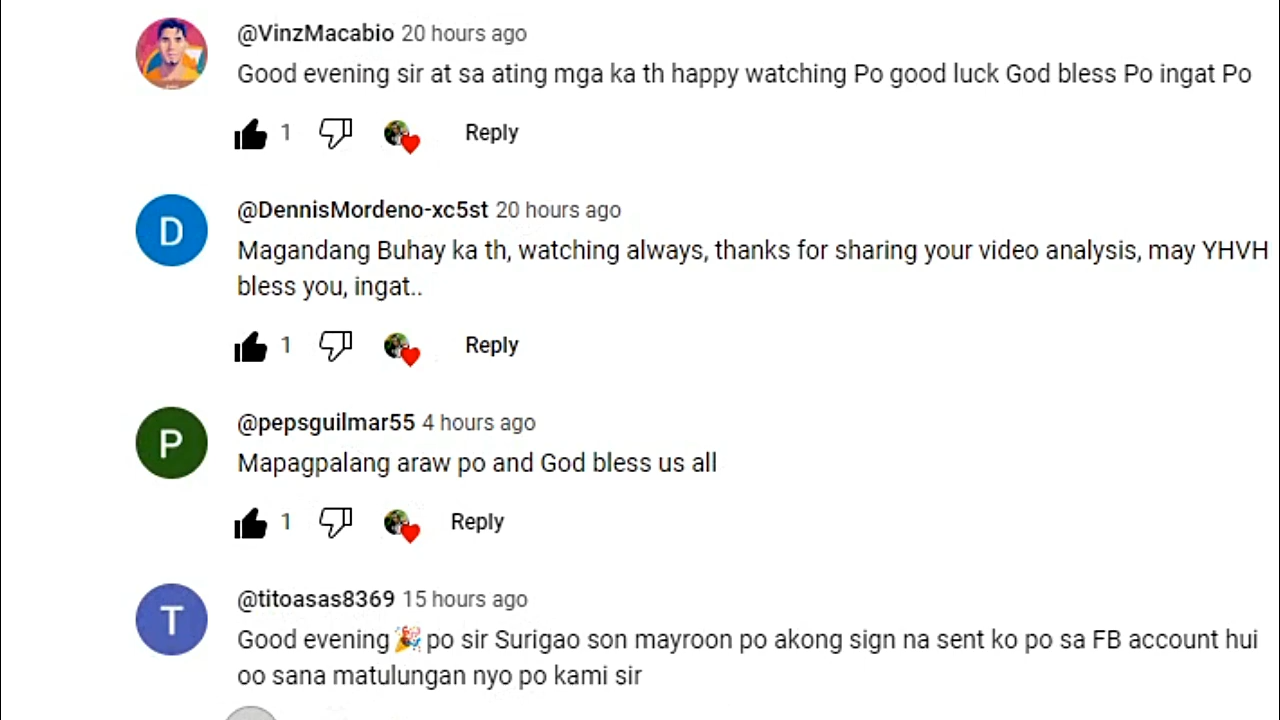 @VinzMacabio 20 hours ago
Good evening sir at sa ating mga ka th happy watching Po good luck God bless Po ingat Po
1 Reply
D
@DennisMordeno-xc5st 20 hours ago
Magandang Buhay ka th, watching always, thanks for sharing your video analysis, may YHVH
bless you, ingat..
1 Reply
P
@pepsguilmar55 4 hours ago
Mapagpalang araw po and God bless us all
1 Reply
T
@titoasas8369 15 hours ago
Good evening🎉po sir Surigao son mayroon po akong sign na sent ko po sa FB account hui
oo sana matulungan nyo po kami sir